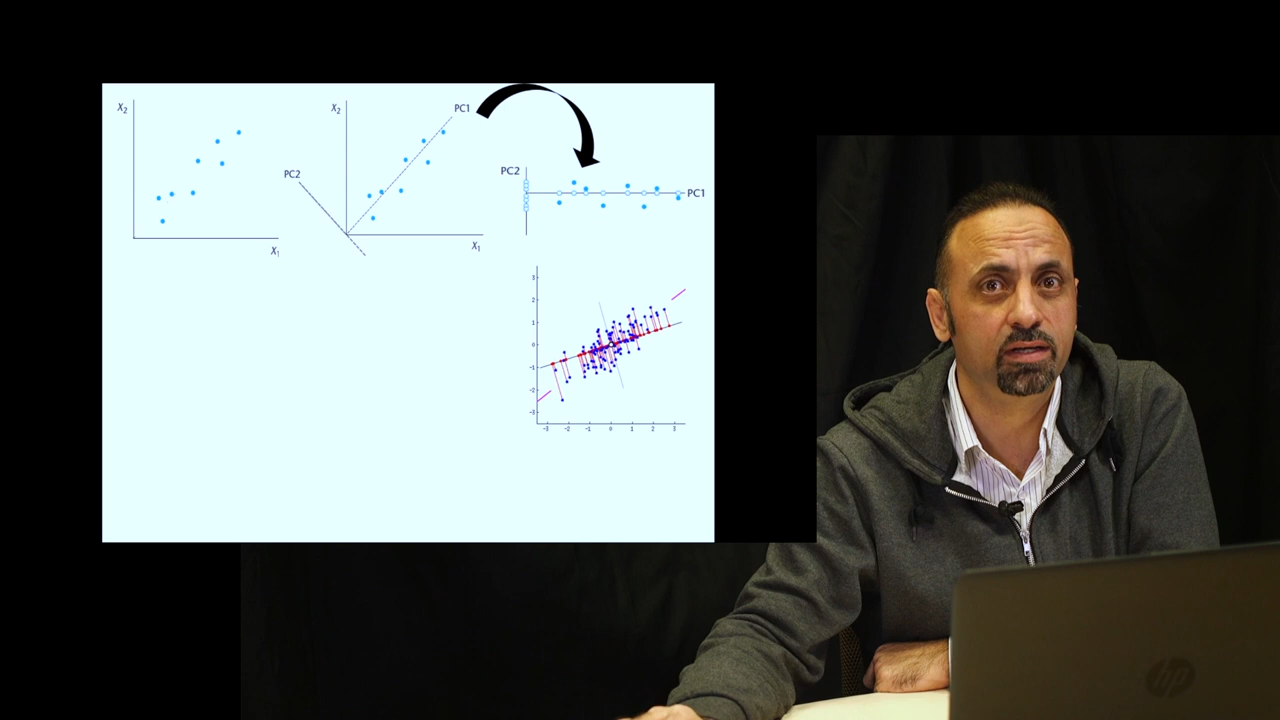 X₂
X₁
PC2
X₂
PC1
X₁
PC2
PC1
3
2
1
0
-1
-2
-3
-3 -2 -1 0 1 2 3
hp